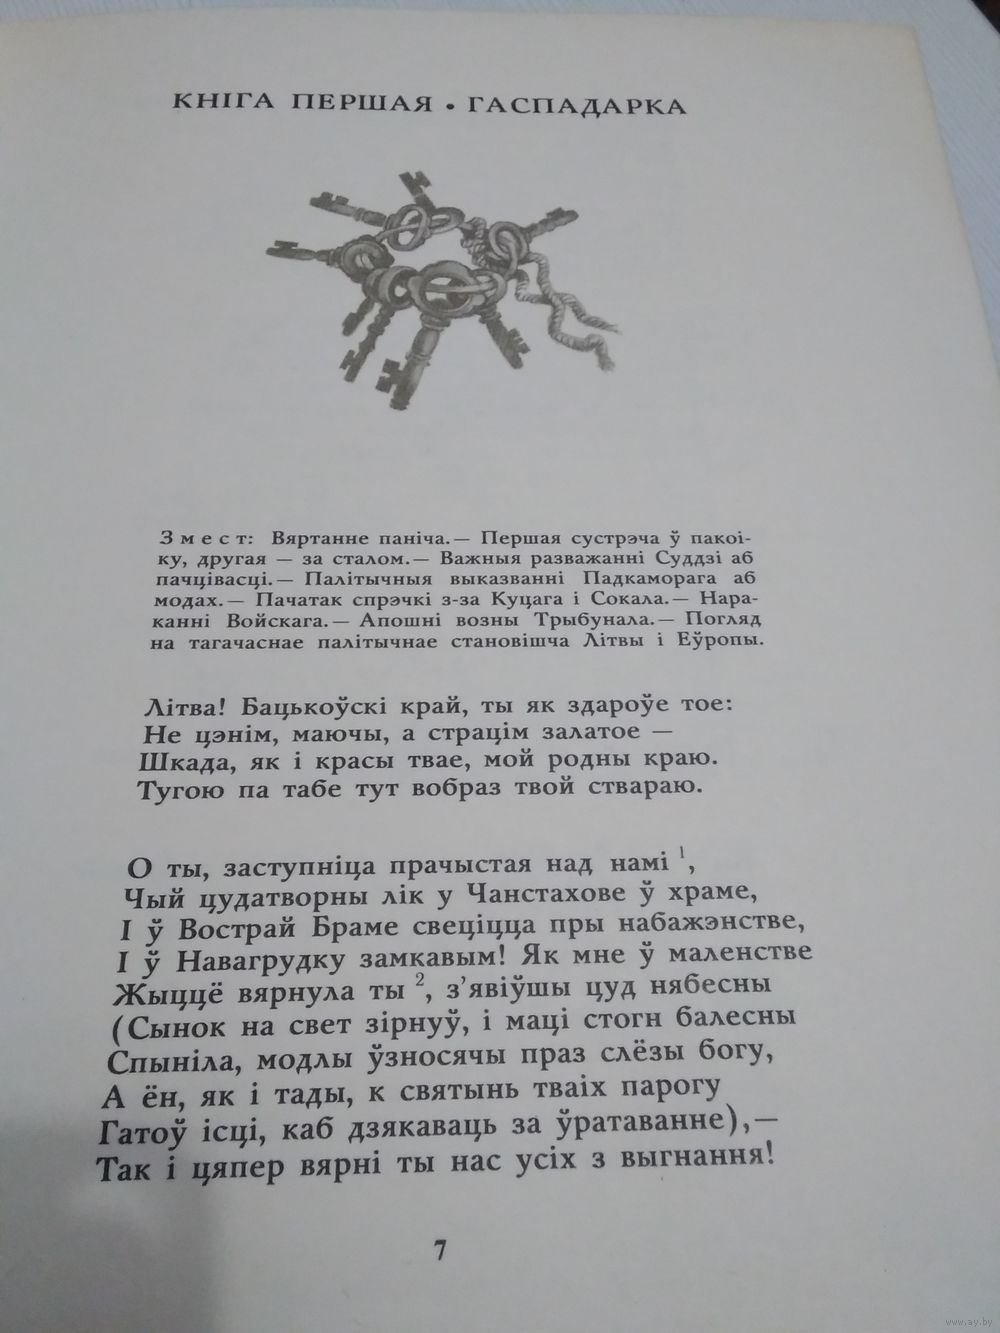 КНІГА ПЕРШАЯ • ГАСПАДАРКА
Змест: Вяртанне паніча.— Першая сустрэча ў пакоі-
ку, другая — за сталом.— Важныя разважанні Суддзі аб
пачцівасці.— Палітычныя выказванні Падкаморага аб
модах.— Пачатак спрэчкі з-за Куцага і Сокала.— Нара-
канні Войскага.— Апошні возны Трыбунала.— Погляд
на тагачаснае палітычнае становішча Літвы і Еўропы.
Літва! Бацькоўскі край, ты як здароўе тое:
Не цэнім, маючы, а страцім залатое —
Шкада, як і красы твае, мой родны краю.
Тугою па табе тут вобраз твой ствараю.
О ты, заступніца прачыстая над намі ¹,
Чый цудатворны лік у Чанстахове ў храме,
І ў Вострай Браме свеціцца пры набажэнстве,
І ў Навагрудку замкавым! Як мне ў маленстве
Жыццё вярнула ты ², з’явіўшы цуд нябесны
(Сынок на свет зірнуў, і маці стогн балесны
Спыніла, модлы ўзносячы праз слёзы богу,
А ён, як і тады, к святынь тваіх парогу
Гатоў ісці, каб дзякаваць за ўратаванне),—
Так і цяпер вярні ты нас усіх з выгнання!
7
www.ay.by